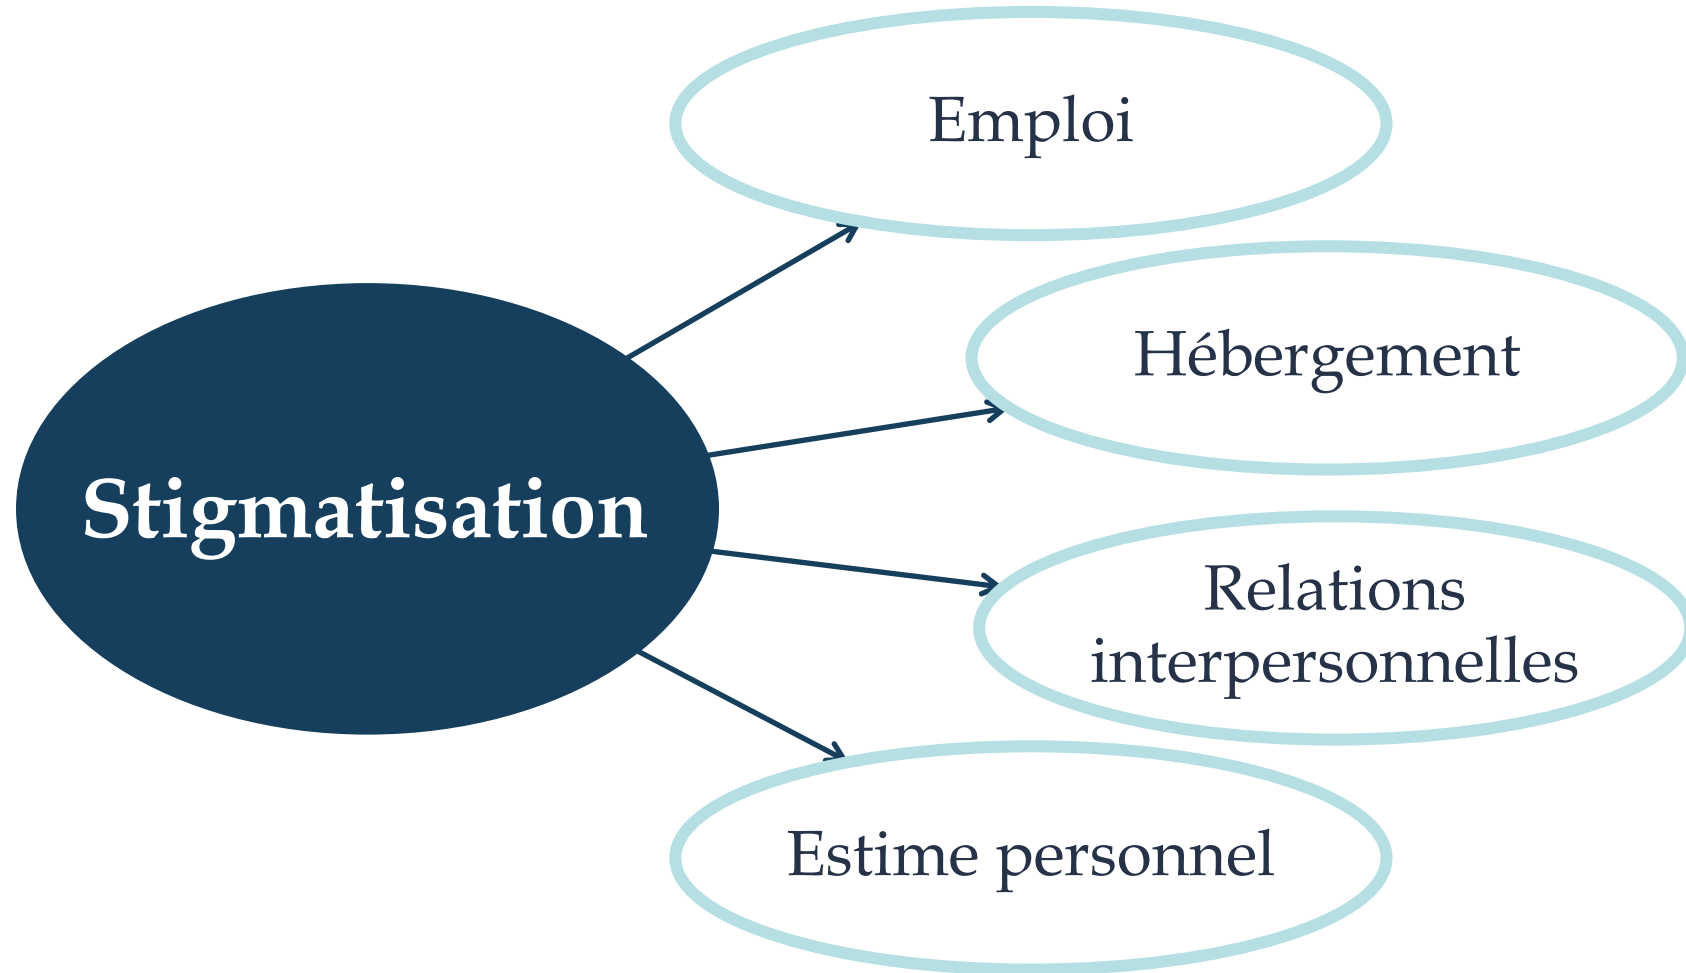 Emploi
Hébergement
Stigmatisation
Relations
interpersonnelles
Estime personnel